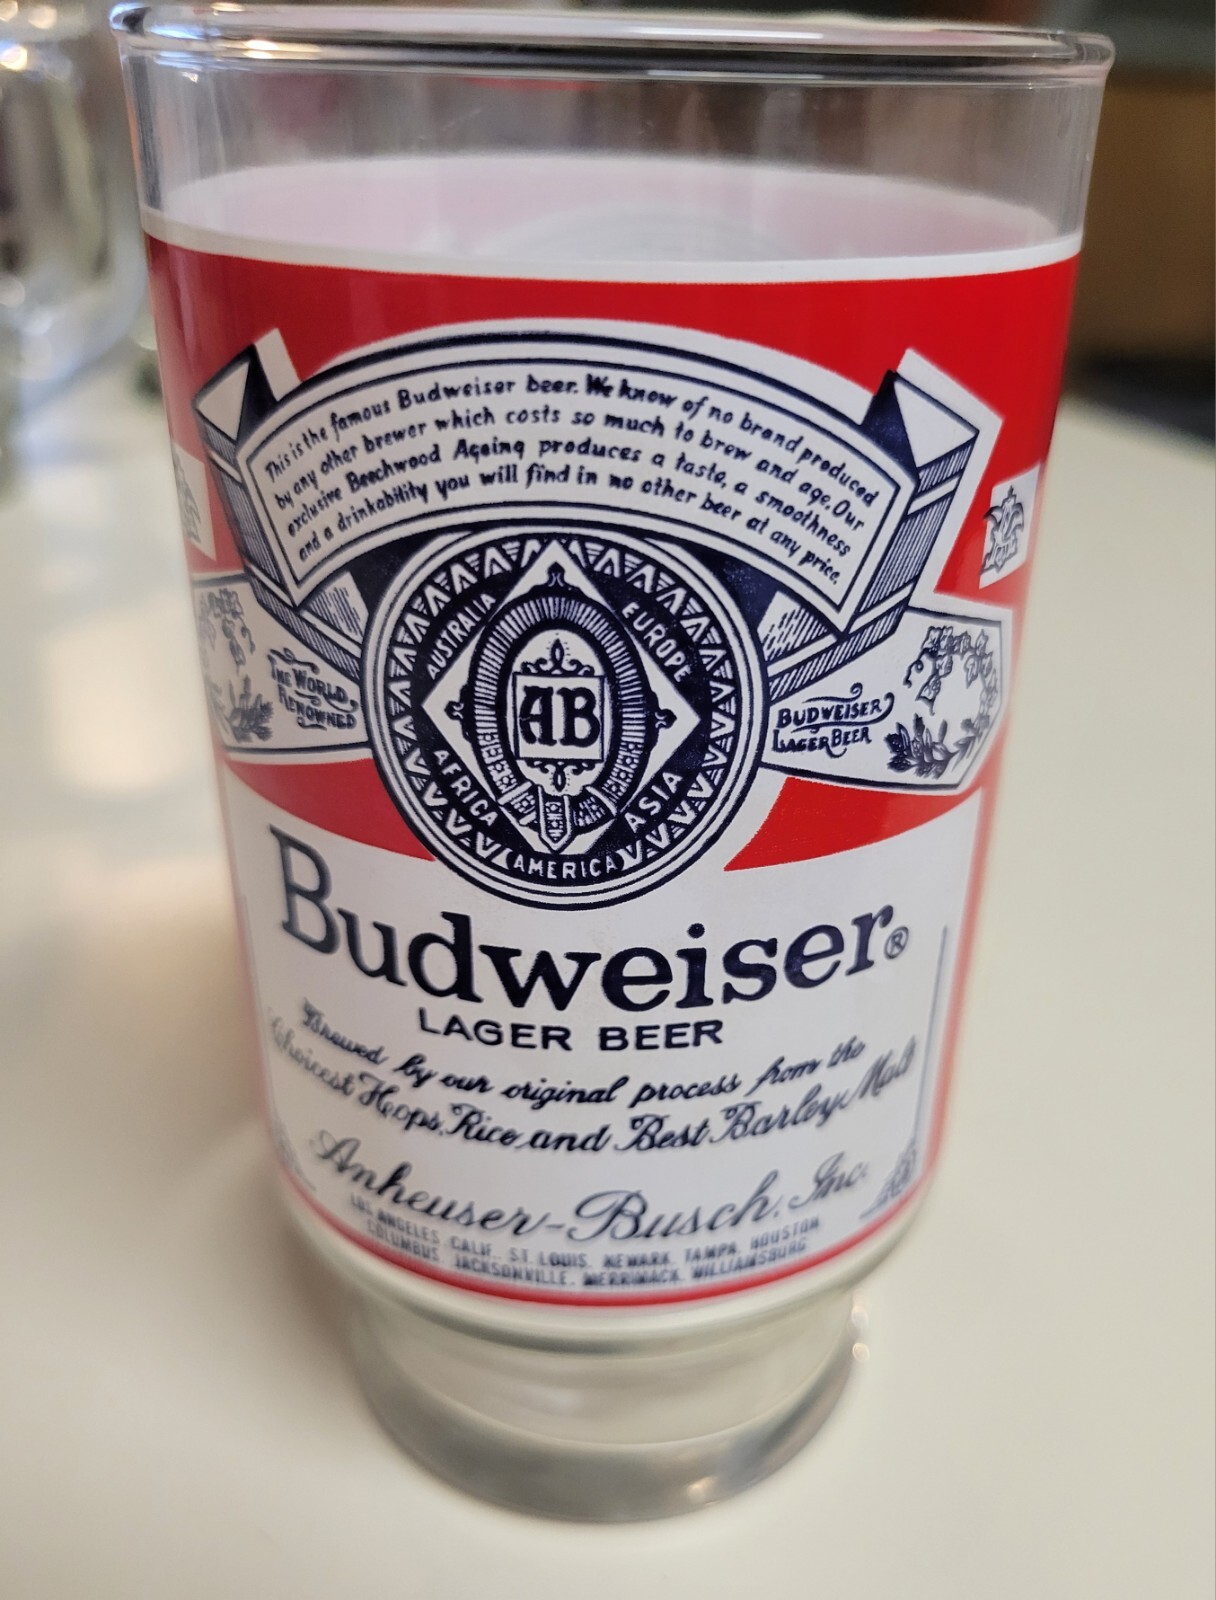 This is the famous Budweiser beer. We know of no brand produced
by any other brewer which costs so much to brew and age. Our
exclusive Beechwood Ageing produces a taste, a smoothness
and a drinkability you will find in no other beer at any price.
AUSTRALIA
EUROPE
THE WORLD
RENOWNED
AB
BUDWEISER
LAGER BEER
AFRICA
ASIA
AMERICA
Budweiser®
LAGER BEER
Brewed by our original process from the
Choicest Hops, Rice and Best Barley Malt
Anheuser-Busch, Inc.
LOS ANGELES, CALIF., ST. LOUIS, NEWARK, TAMPA, HOUSTON,
COLUMBUS, JACKSONVILLE, MERRIMACK, WILLIAMSBURG